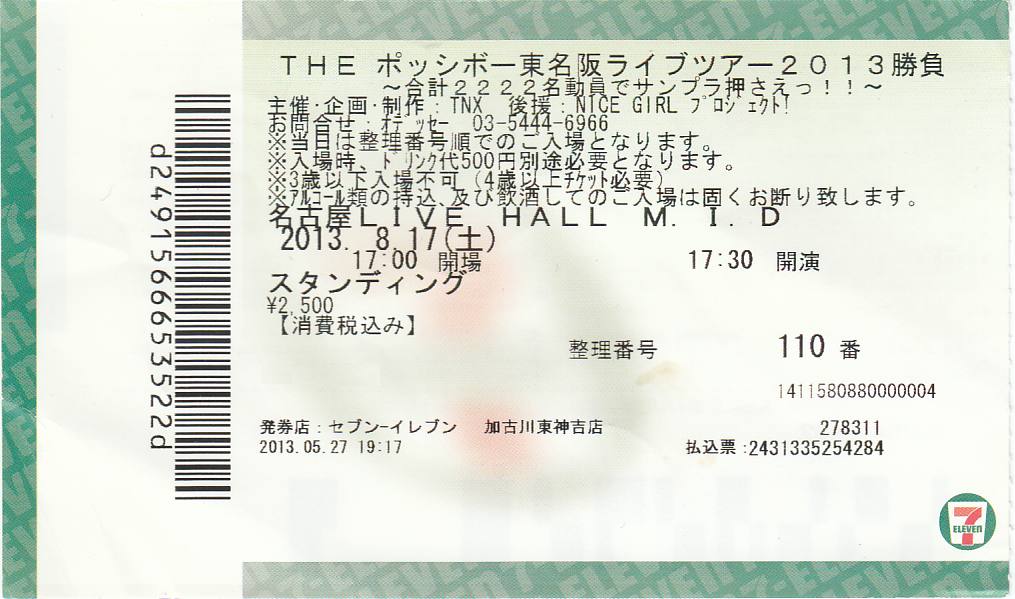 THE ポッシボー東名阪ライブツアー2013勝負
～合計2222名動員でサンプラ押さえっ!!～
主催・企画・制作:TNX 後援:NICE GIRL プロジェクト!
お問合せ:オデッセー 03-5444-6966
※当日は整理番号順でのご入場となります。
※入場時、ドリンク代500円別途必要となります。
※3歳以下入場不可(4歳以上チケット必要)
※アルコール類の持込、及び飲酒してのご入場は固くお断り致します。
名古屋LIVE HALL M.I.D
2013. 8.17(土)
17:00 開場 17:30 開演
スタンディング
¥2,500
【消費税込み】
整理番号 110 番
1411580880000004
発券店:セブン-イレブン 加古川東神吉店 278311
2013.05.27 19:17 払込票:2431335254284
d24915666535522d
7 ELEVEN